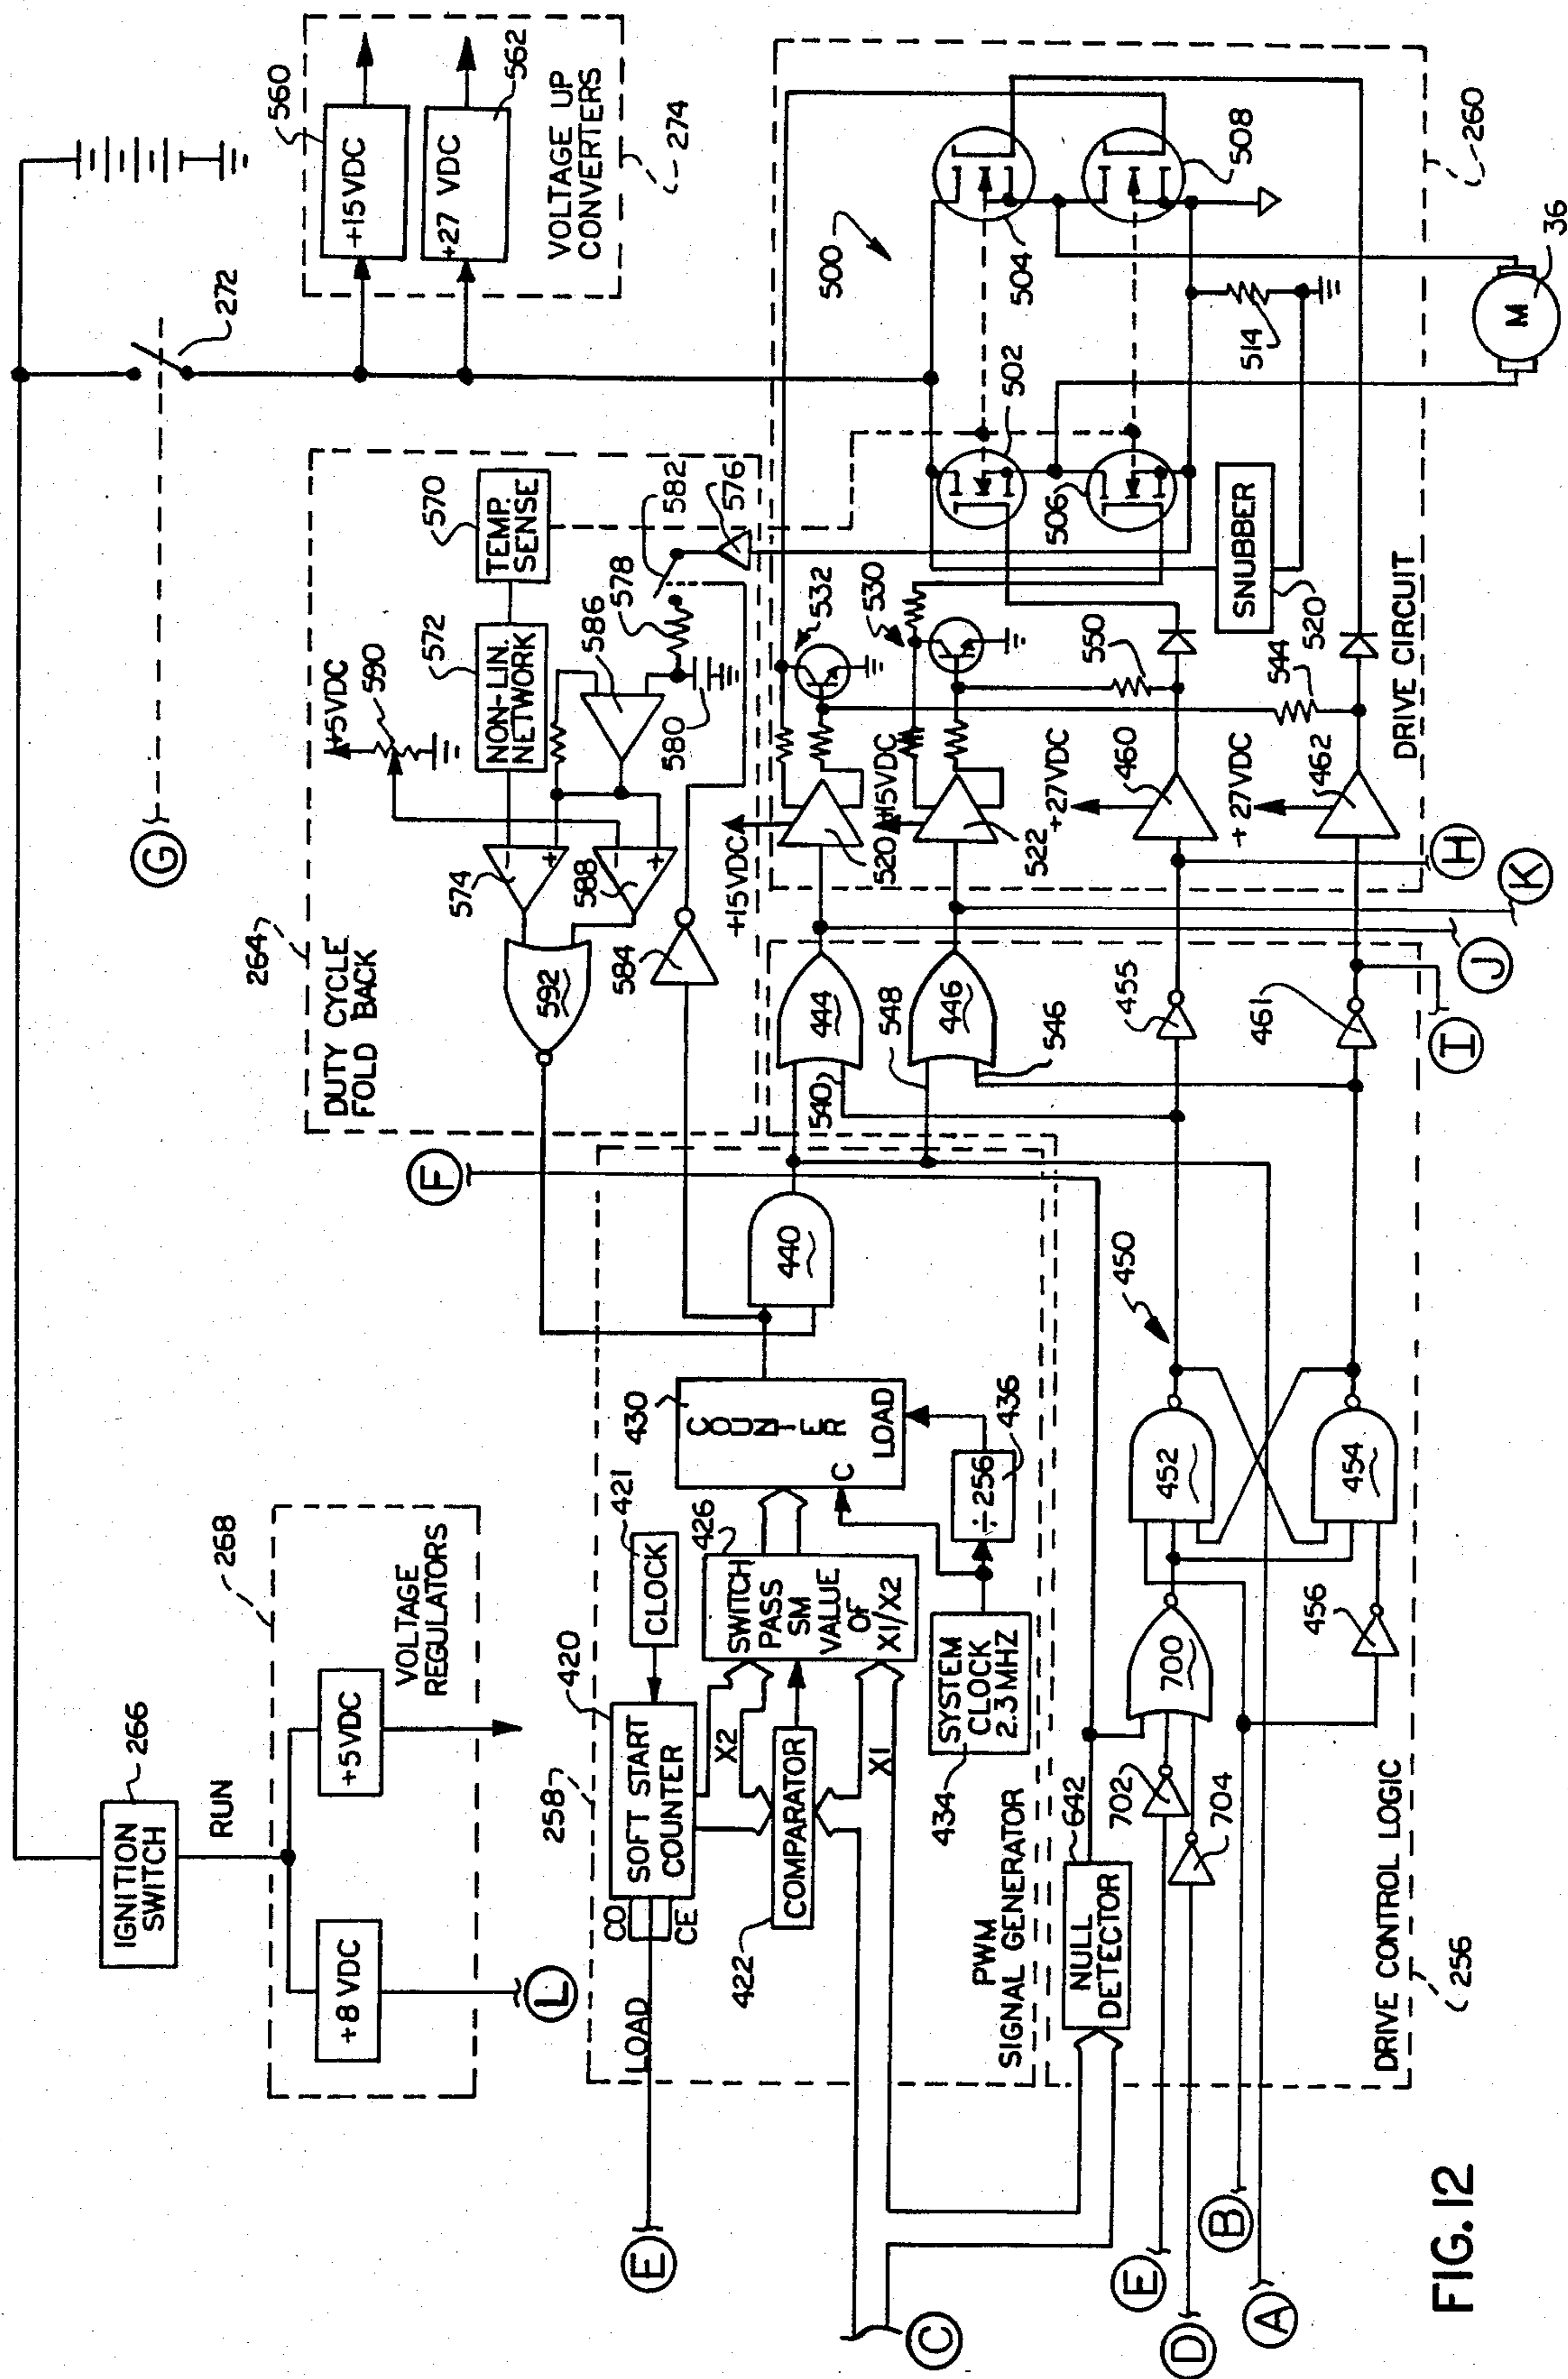 IGNITION
SWITCH
266
RUN
268
+8 VDC
+5VDC
VOLTAGE
REGULATORS
L
G
272
560
+15VDC
+27 VDC
562
VOLTAGE UP
CONVERTERS
274
264
DUTY CYCLE
FOLD BACK
+5VDC
590
572
NON-LIN.
NETWORK
570
TEMP.
SENSE
574
-
+
588
-
+
592
584
586
578
580
582
576
F
E
LOAD
CO
CE
258
420
SOFT START
COUNTER
421
CLOCK
X2
422
COMPARATOR
X1
426
SWITCH
PASS
SM
VALUE
OF
X1/X2
430
COUNTER
C
LOAD
434
SYSTEM
CLOCK
2.3 MHZ
÷256
436
440
PWM
SIGNAL GENERATOR
C
642
NULL
DETECTOR
702
704
700
450
452
454
456
455
461
444
446
540
548
546
DRIVE CONTROL LOGIC
256
E
D
B
A
I
J
K
H
+15VDC
520
+15VDC
522
532
530
+27VDC
460
+27VDC
462
550
544
500
502
504
506
508
514
SNUBBER
520
DRIVE CIRCUIT
260
M
36
FIG. 12